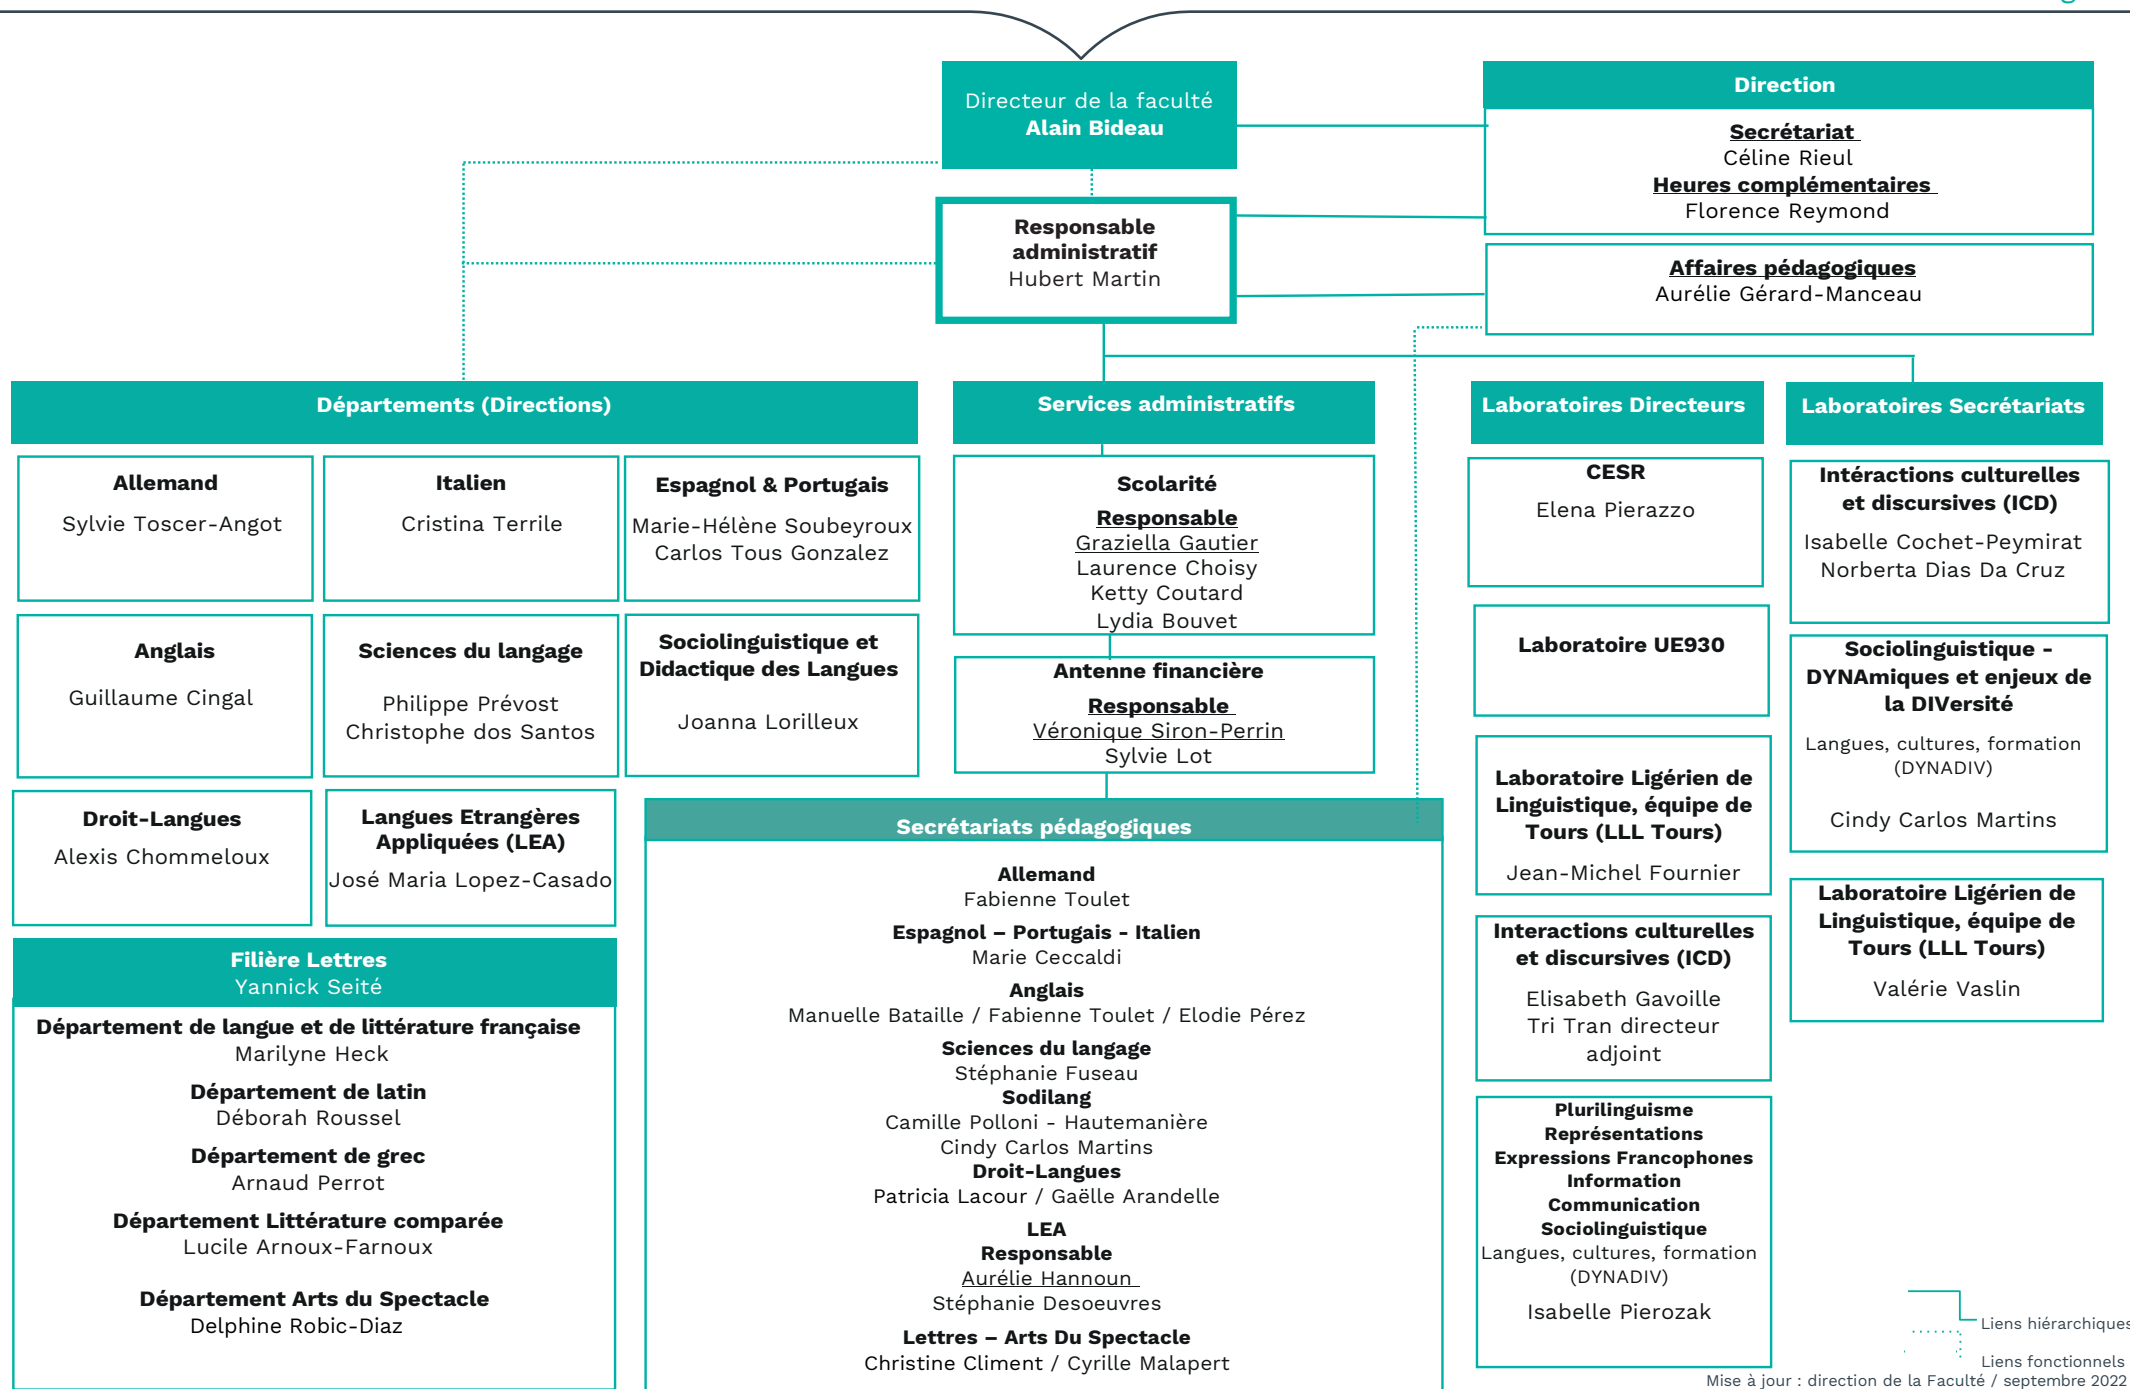 Directeur de la faculté
Alain Bideau
Direction
Secrétariat
Céline Rieul
Heures complémentaires
Florence Reymond
Responsable
administratif
Hubert Martin
Affaires pédagogiques
Aurélie Gérard-Manceau
Départements (Directions)
Allemand
Sylvie Toscer-Angot
Italien
Cristina Terrile
Espagnol & Portugais
Marie-Hélène Soubeyroux
Carlos Tous Gonzalez
Anglais
Guillaume Cingal
Sciences du langage
Philippe Prévost
Christophe dos Santos
Sociolinguistique et
Didactique des Langues
Joanna Lorilleux
Droit-Langues
Alexis Chommeloux
Langues Etrangères
Appliquées (LEA)
José Maria Lopez-Casado
Filière Lettres
Yannick Seité
Département de langue et de littérature française
Marilyne Heck
Département de latin
Déborah Roussel
Département de grec
Arnaud Perrot
Département Littérature comparée
Lucile Arnoux-Farnoux
Département Arts du Spectacle
Delphine Robic-Diaz
Services administratifs
Scolarité
Responsable
Graziella Gautier
Laurence Choisy
Ketty Coutard
Lydia Bouvet
Antenne financière
Responsable
Véronique Siron-Perrin
Sylvie Lot
Secrétariats pédagogiques
Allemand
Fabienne Toulet
Espagnol – Portugais - Italien
Marie Ceccaldi
Anglais
Manuelle Bataille / Fabienne Toulet / Elodie Pérez
Sciences du langage
Stéphanie Fuseau
Sodilang
Camille Polloni - Hautemanière
Cindy Carlos Martins
Droit-Langues
Patricia Lacour / Gaëlle Arandelle
LEA
Responsable
Aurélie Hannoun
Stéphanie Desoeuvres
Lettres – Arts Du Spectacle
Christine Climent / Cyrille Malapert
Laboratoires Directeurs
CESR
Elena Pierazzo
Laboratoire UE930
Laboratoire Ligérien de
Linguistique, équipe de
Tours (LLL Tours)
Jean-Michel Fournier
Interactions culturelles
et discursives (ICD)
Elisabeth Gavoille
Tri Tran directeur
adjoint
Plurilinguisme
Représentations
Expressions Francophones
Information
Communication
Sociolinguistique
Langues, cultures, formation
(DYNADIV)
Isabelle Pierozak
Laboratoires Secrétariats
Intéractions culturelles
et discursives (ICD)
Isabelle Cochet-Peymirat
Norberta Dias Da Cruz
Sociolinguistique -
DYNAmiques et enjeux de
la DIVersité
Langues, cultures, formation
(DYNADIV)
Cindy Carlos Martins
Laboratoire Ligérien de
Linguistique, équipe de
Tours (LLL Tours)
Valérie Vaslin
Liens hiérarchiques
Liens fonctionnels
Mise à jour : direction de la Faculté / septembre 2022